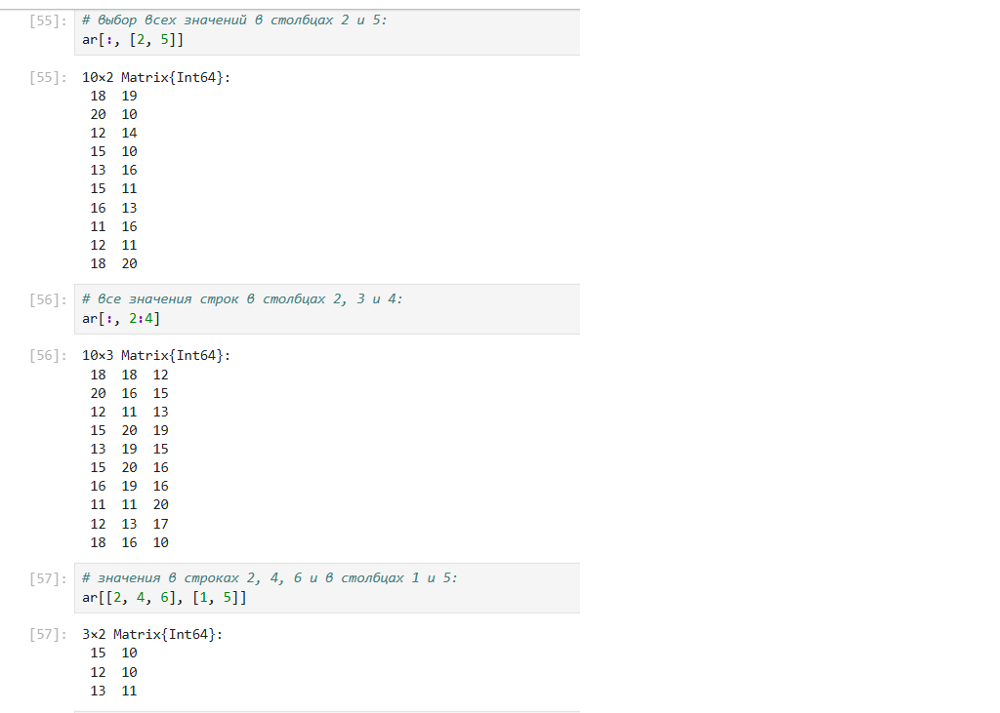 [55]: # выбор всех значений в столбцах 2 и 5:
ar[:, [2, 5]]
[55]: 10×2 Matrix{Int64}:
18 19
20 10
12 14
15 10
13 16
15 11
16 13
11 16
12 11
18 20
[56]: # все значения строк в столбцах 2, 3 и 4:
ar[:, 2:4]
[56]: 10×3 Matrix{Int64}:
18 18 12
20 16 15
12 11 13
15 20 19
13 19 15
15 20 16
16 19 16
11 11 20
12 13 17
18 16 10
[57]: # значения в строках 2, 4, 6 и в столбцах 1 и 5:
ar[[2, 4, 6], [1, 5]]
[57]: 3×2 Matrix{Int64}:
15 10
12 10
13 11